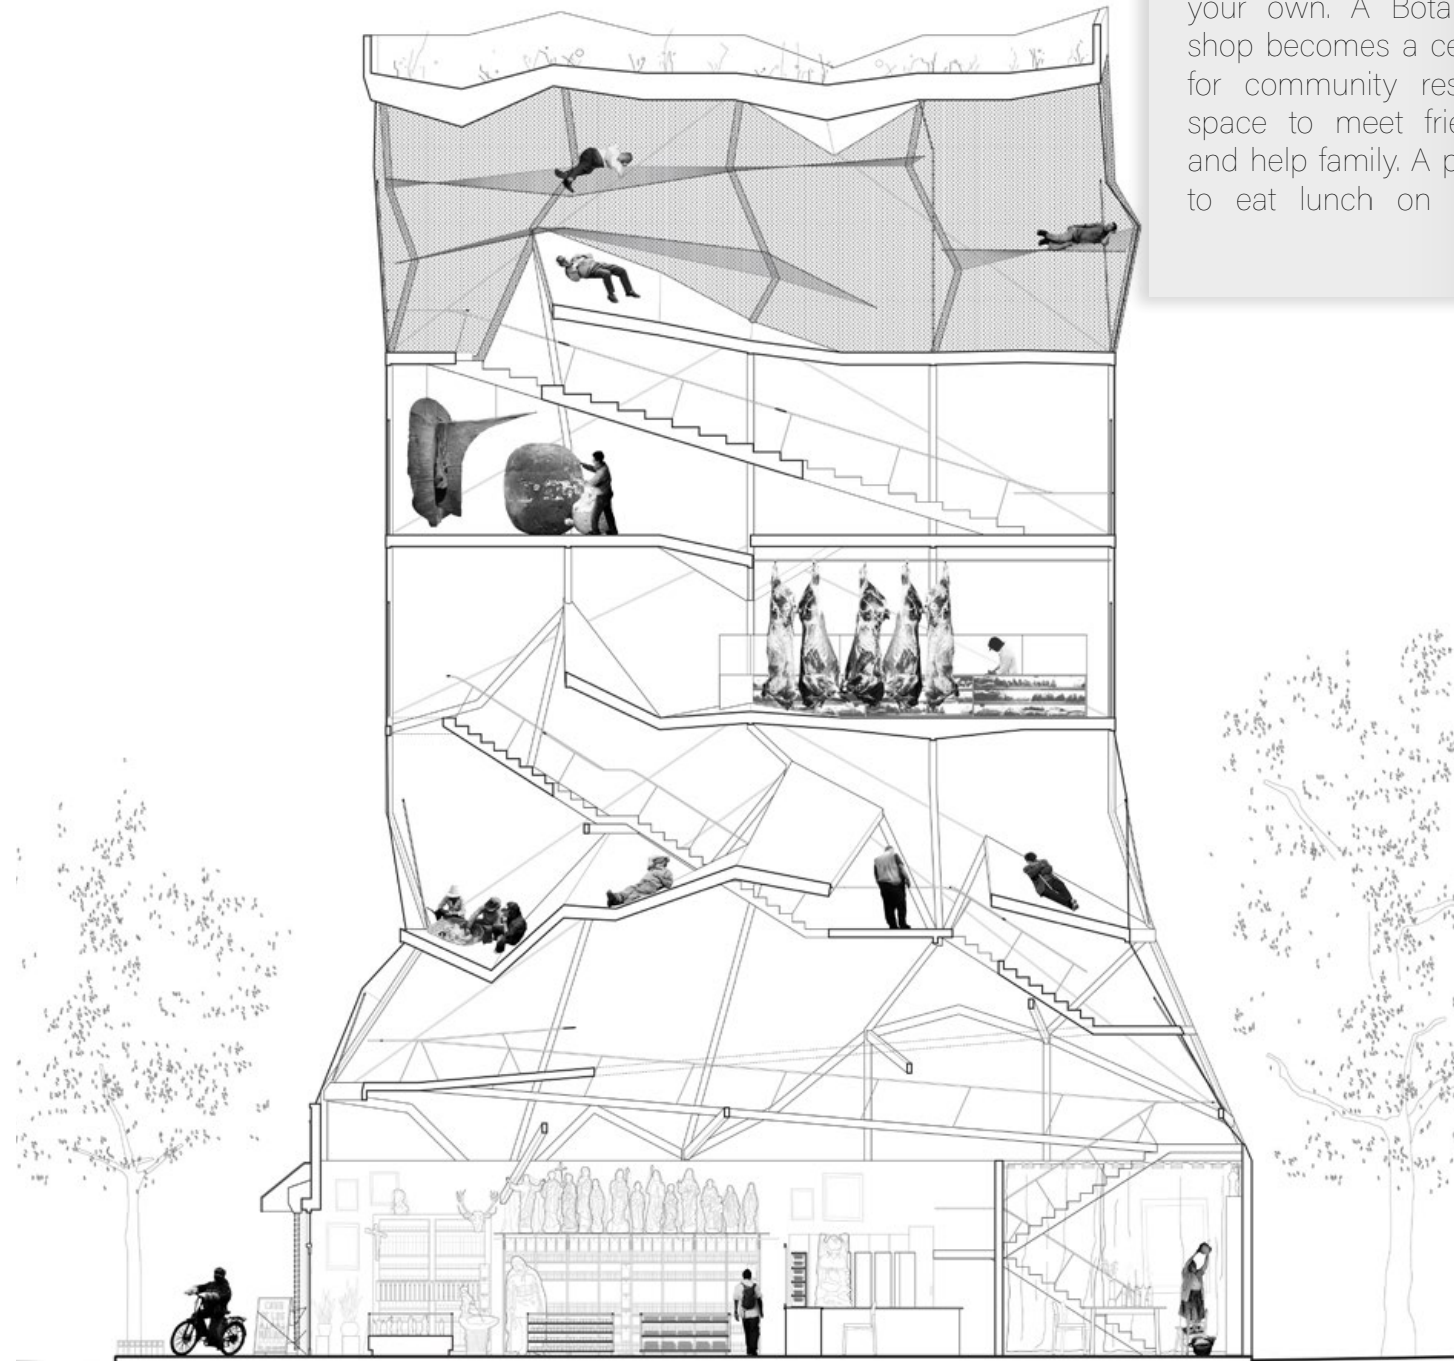 your own. A Bota
shop becomes a ce
for community res
space to meet frie
and help family. A p
to eat lunch on